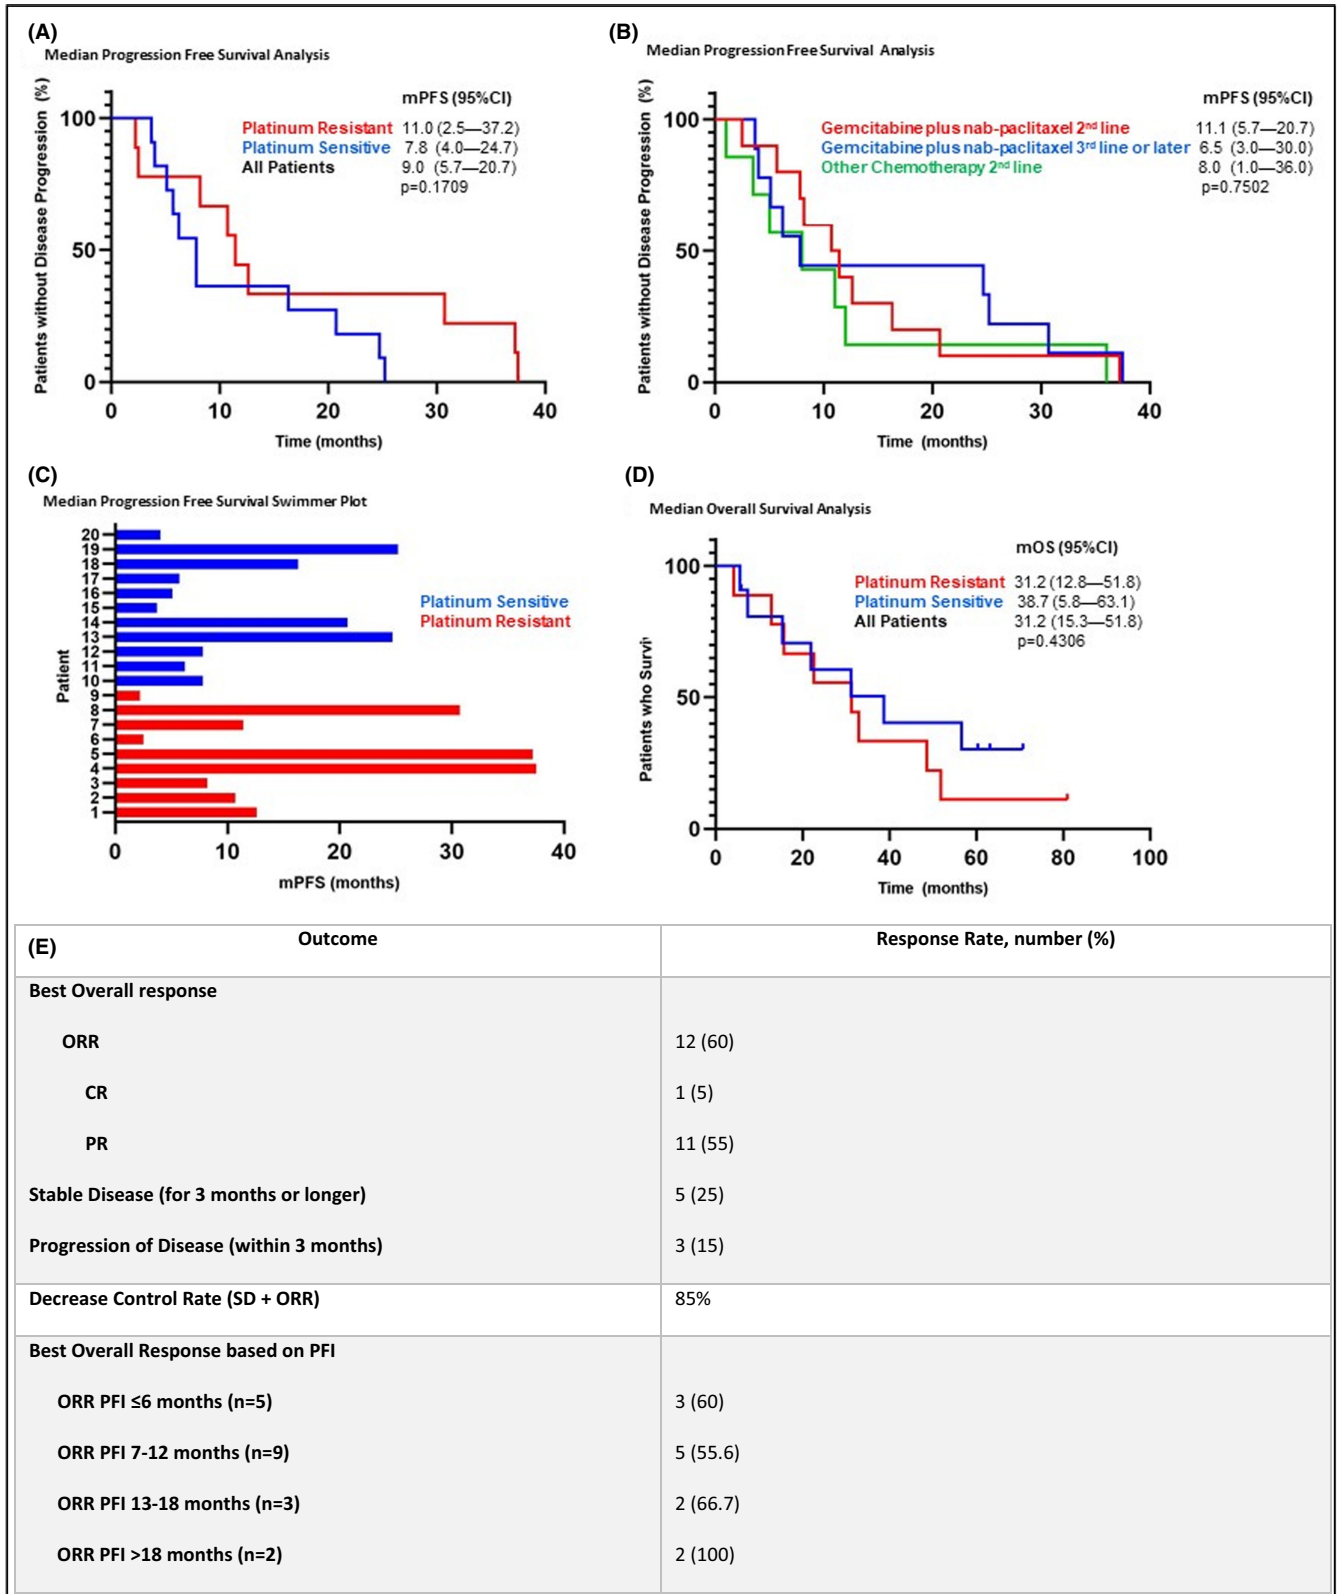 (A)
Median Progression Free Survival Analysis
Patients without Disease Progression (%)
mPFS (95%CI)
Platinum Resistant 11.0 (2.5—37.2)
Platinum Sensitive 7.8 (4.0—24.7)
All Patients 9.0 (5.7—20.7)
p=0.1709
100
50
0
0 10 20 30 40
Time (months)
(B)
Median Progression Free Survival Analysis
Patients without Disease Progression (%)
mPFS (95%CI)
Gemcitabine plus nab-paclitaxel 2nd line 11.1 (5.7—20.7)
Gemcitabine plus nab-paclitaxel 3rd line or later 6.5 (3.0—30.0)
Other Chemotherapy 2nd line 8.0 (1.0—36.0)
p=0.7502
100
50
0
0 10 20 30 40
Time (months)
(C)
Median Progression Free Survival Swimmer Plot
Patient
20
19
18
17
16
15
14
13
12
11
10
9
8
7
6
5
4
3
2
1
Platinum Sensitive
Platinum Resistant
0 10 20 30 40
mPFS (months)
(D)
Median Overall Survival Analysis
Patients who Survi
mOS (95%CI)
Platinum Resistant 31.2 (12.8—51.8)
Platinum Sensitive 38.7 (5.8—63.1)
All Patients 31.2 (15.3—51.8)
p=0.4306
100
50
0
0 20 40 60 80 100
Time (months)
(E) Outcome Response Rate, number (%)
Best Overall response
ORR 12 (60)
CR 1 (5)
PR 11 (55)
Stable Disease (for 3 months or longer) 5 (25)
Progression of Disease (within 3 months) 3 (15)
Decrease Control Rate (SD + ORR) 85%
Best Overall Response based on PFI
ORR PFI ≤6 months (n=5) 3 (60)
ORR PFI 7-12 months (n=9) 5 (55.6)
ORR PFI 13-18 months (n=3) 2 (66.7)
ORR PFI >18 months (n=2) 2 (100)